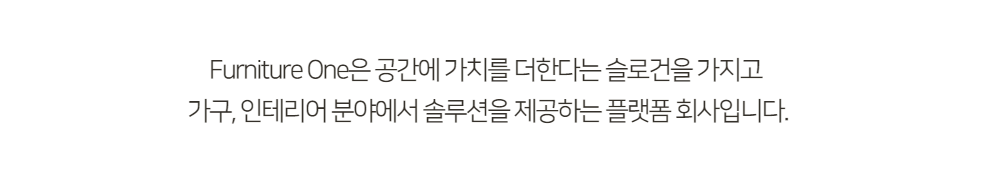 Furniture One은 공간에 가치를 더한다는 슬로건을 가지고
가구, 인테리어 분야에서 솔루션을 제공하는 플랫폼 회사입니다.